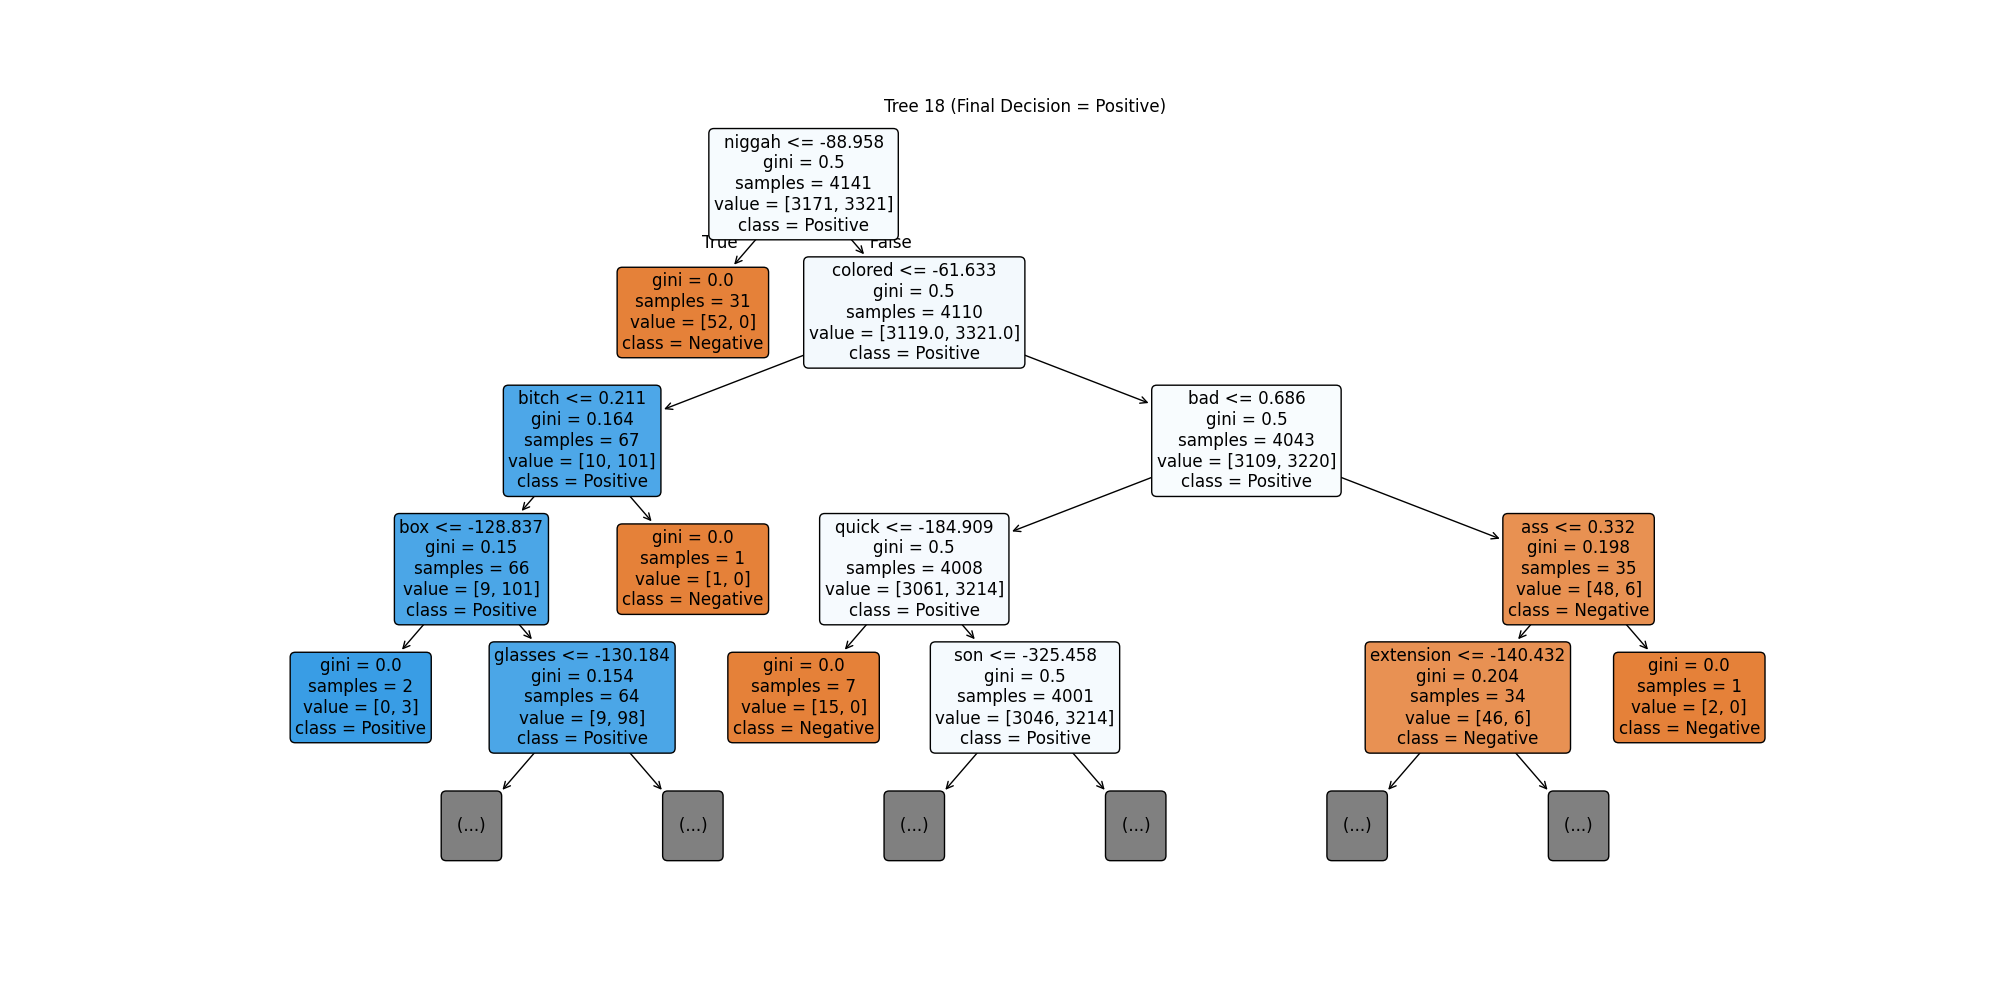 Tree 18 (Final Decision = Positive)
niggah <= -88.958
gini = 0.5
samples = 4141
value = [3171, 3321]
class = Positive
True
False
gini = 0.0
samples = 31
value = [52, 0]
class = Negative
colored <= -61.633
gini = 0.5
samples = 4110
value = [3119.0, 3321.0]
class = Positive
bitch <= 0.211
gini = 0.164
samples = 67
value = [10, 101]
class = Positive
bad <= 0.686
gini = 0.5
samples = 4043
value = [3109, 3220]
class = Positive
box <= -128.837
gini = 0.15
samples = 66
value = [9, 101]
class = Positive
gini = 0.0
samples = 1
value = [1, 0]
class = Negative
quick <= -184.909
gini = 0.5
samples = 4008
value = [3061, 3214]
class = Positive
ass <= 0.332
gini = 0.198
samples = 35
value = [48, 6]
class = Negative
gini = 0.0
samples = 2
value = [0, 3]
class = Positive
glasses <= -130.184
gini = 0.154
samples = 64
value = [9, 98]
class = Positive
gini = 0.0
samples = 7
value = [15, 0]
class = Negative
son <= -325.458
gini = 0.5
samples = 4001
value = [3046, 3214]
class = Positive
extension <= -140.432
gini = 0.204
samples = 34
value = [46, 6]
class = Negative
gini = 0.0
samples = 1
value = [2, 0]
class = Negative
(...)
(...)
(...)
(...)
(...)
(...)